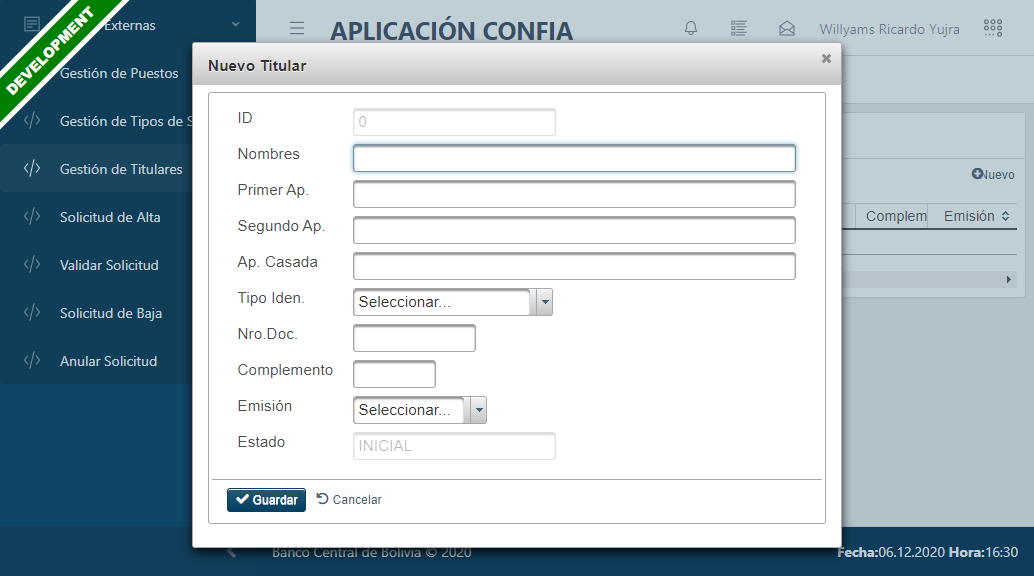 DEVELOPMENT
Externas
Gestión de Puestos
Gestión de Tipos de S
Gestión de Titulares
Solicitud de Alta
Validar Solicitud
Solicitud de Baja
Anular Solicitud
APLICACIÓN CONFIA
Willyams Ricardo Yujra
Nuevo Titular
ID
0
Nombres
Primer Ap.
Segundo Ap.
Ap. Casada
Tipo Iden.
Seleccionar...
Nro.Doc.
Complemento
Emisión
Seleccionar...
Estado
INICIAL
Guardar
Cancelar
Nuevo
Complem
Emisión
Banco Central de Bolivia © 2020
Fecha:06.12.2020 Hora:16:30